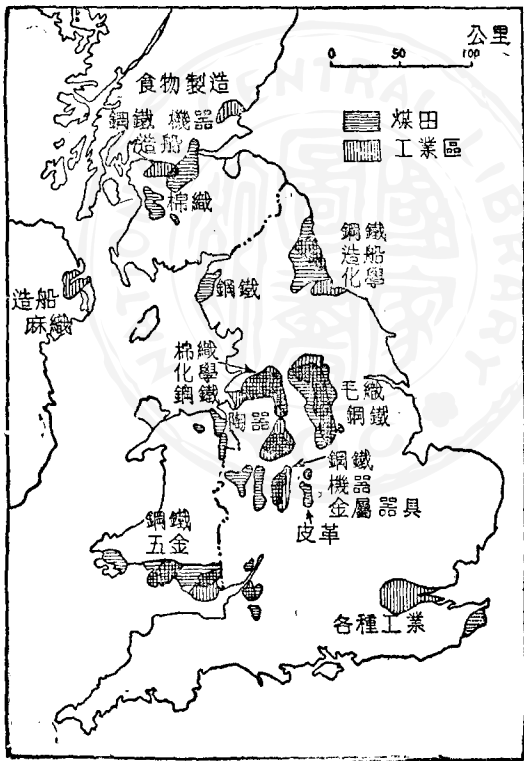 公里
0 50 100
煤田
工業區
食物製造
鋼鐵 機器
造船
棉織
鋼鐵
造船
化學
鋼鐵
造船
麻織
棉織
化學
鋼鐵
毛織
鋼鐵
陶器
鋼鐵
機器
金屬器具
皮革
鋼鐵
五金
各種工業
CENTRAL LIBRARY